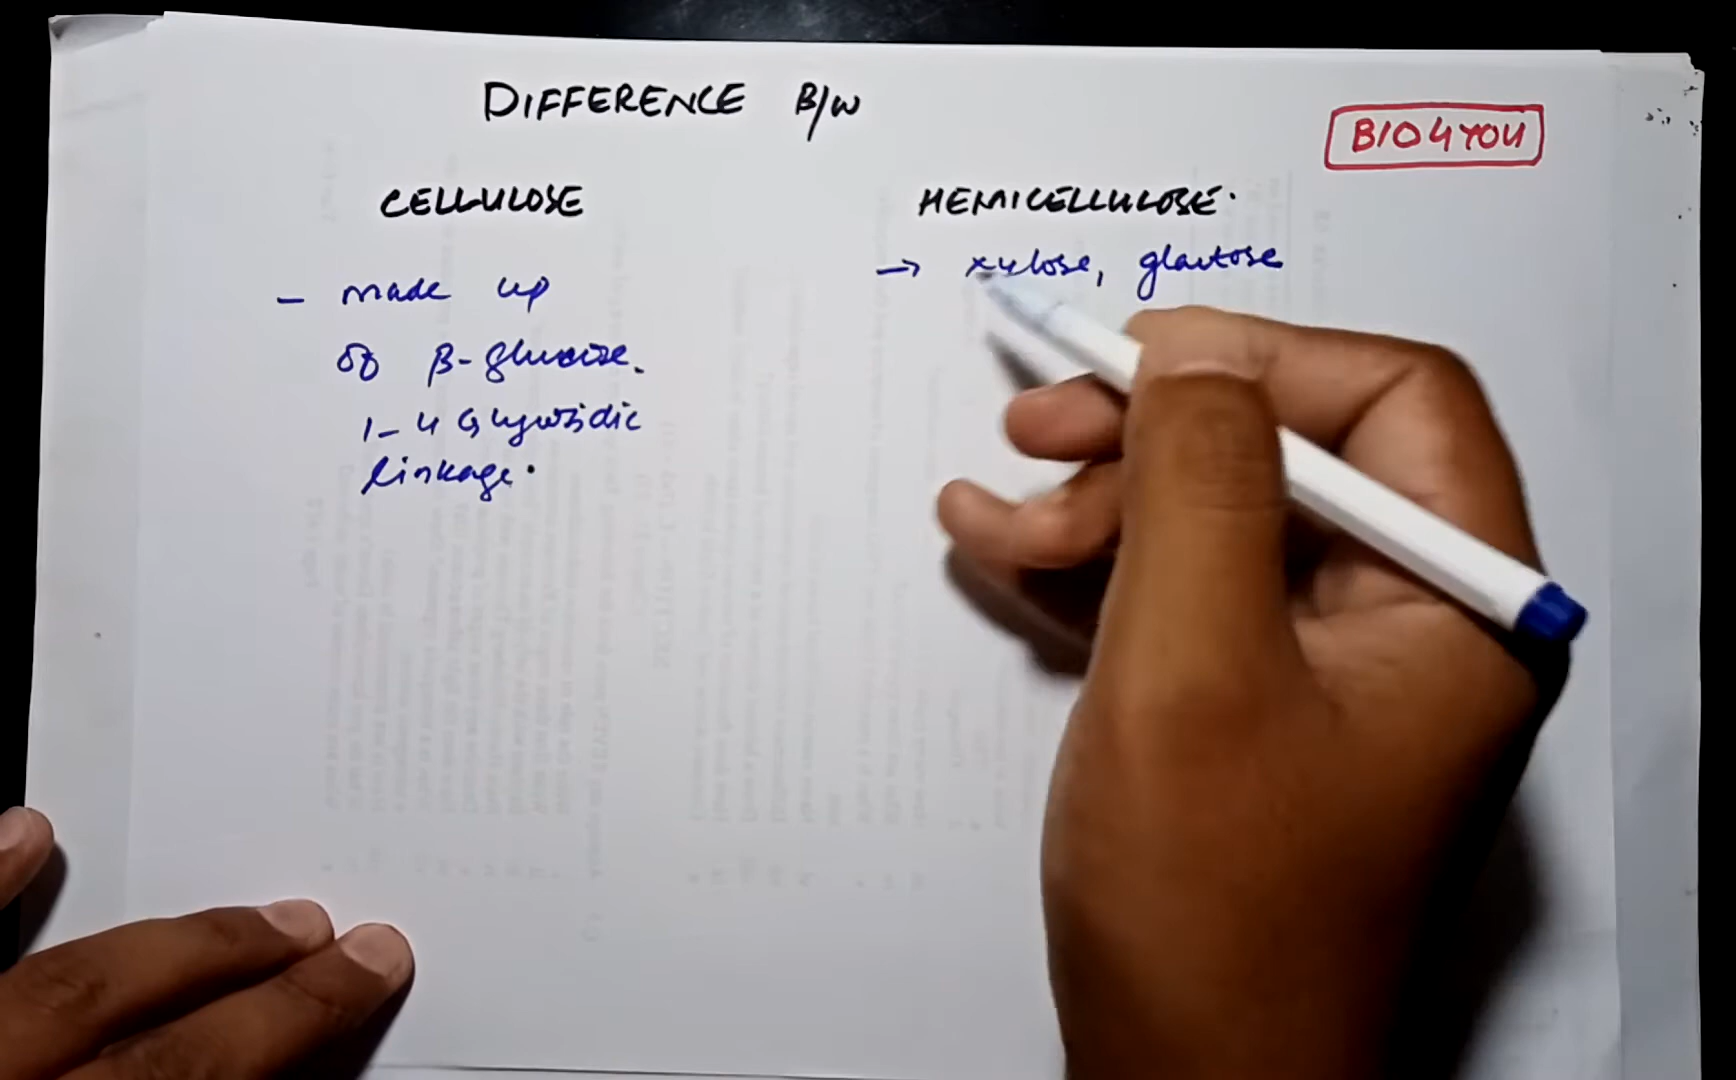 DIFFERENCE B/W
BIO4YOU
CELLULOSE
HEMICELLULOSE.
→ xylose, glactose
- made up
of β-glucose.
1-4 Glycosidic
linkage.